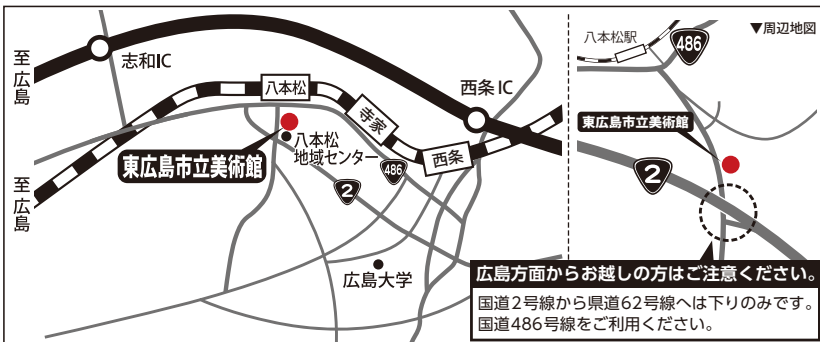 至広島
志和IC
八本松
寺家
西条IC
西条
東広島市立美術館
八本松
地域センター
486
2
広島大学
至広島
▼周辺地図
八本松駅
486
東広島市立美術館
2
広島方面からお越しの方はご注意ください。
国道2号線から県道62号線へは下りのみです。
国道486号線をご利用ください。